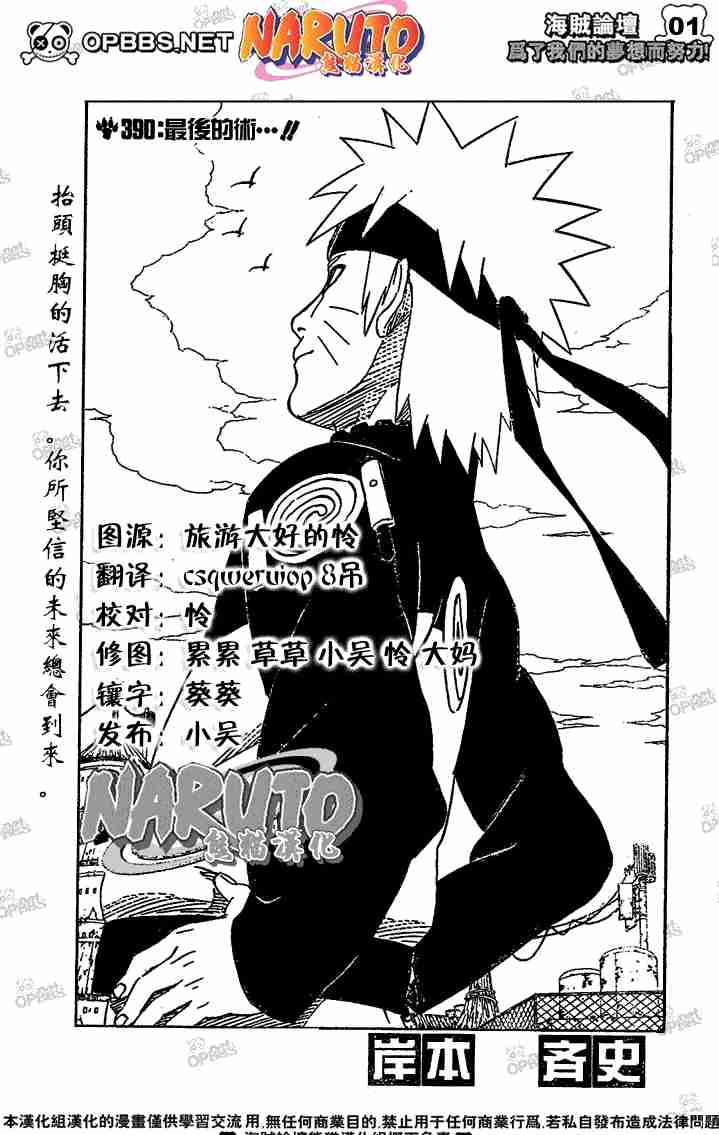 OPBBS.NET
NARUTO
熊猫漢化
海賊論壇
01
爲了我們的夢想而努力!
390:最後的術…!!
抬頭挺胸的活下去。你所堅信的未來總會到來。
图源：旅游大好的怜
翻译：csqweruiop 8吊
校对：怜
修图：累累 草草 小吴 怜 大妈
镶字：葵葵
发布：小吴
NARUTO
熊猫漢化
岸本 斉史
本漢化組漢化的漫畫僅供學習交流用,無任何商業目的,禁止用于任何商業行爲,若私自發布造成法律問題